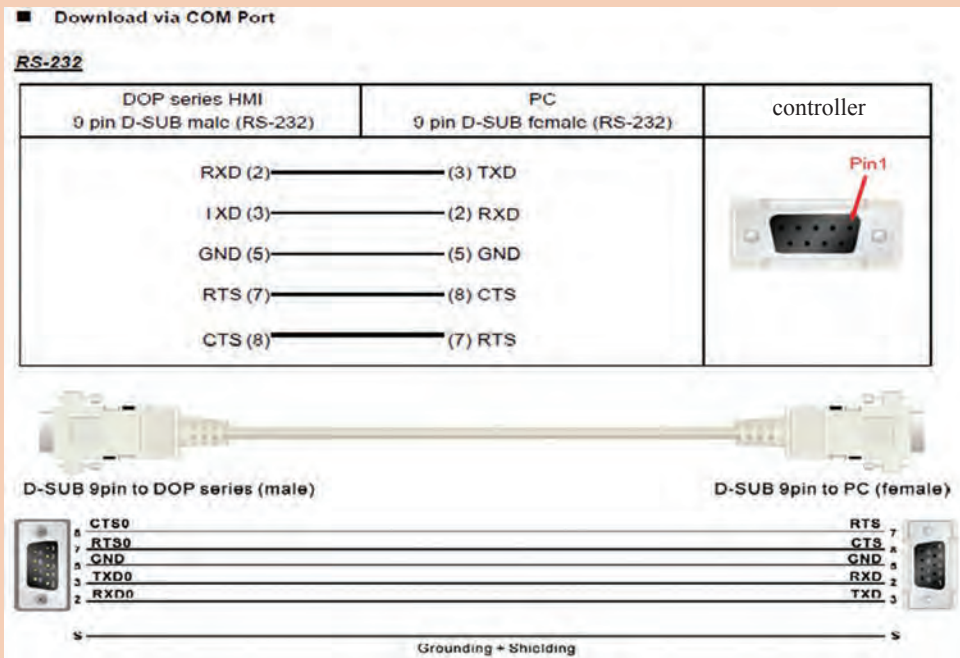 ■ Download via COM Port
RS-232
DOP series HMI
9 pin D-SUB male (RS-232)
PC
9 pin D-SUB female (RS-232)
controller
RXD (2) (3) TXD
TXD (3) (2) RXD
GND (5) (5) GND
RTS (7) (8) CTS
CTS (8) (7) RTS
Pin1
D-SUB 9pin to DOP series (male)
D-SUB 9pin to PC (female)
8 CTS0 RTS 7
7 RTS0 CTS 8
5 GND GND 5
3 TXD0 RXD 2
2 RXD0 TXD 3
S S
Grounding + Shielding